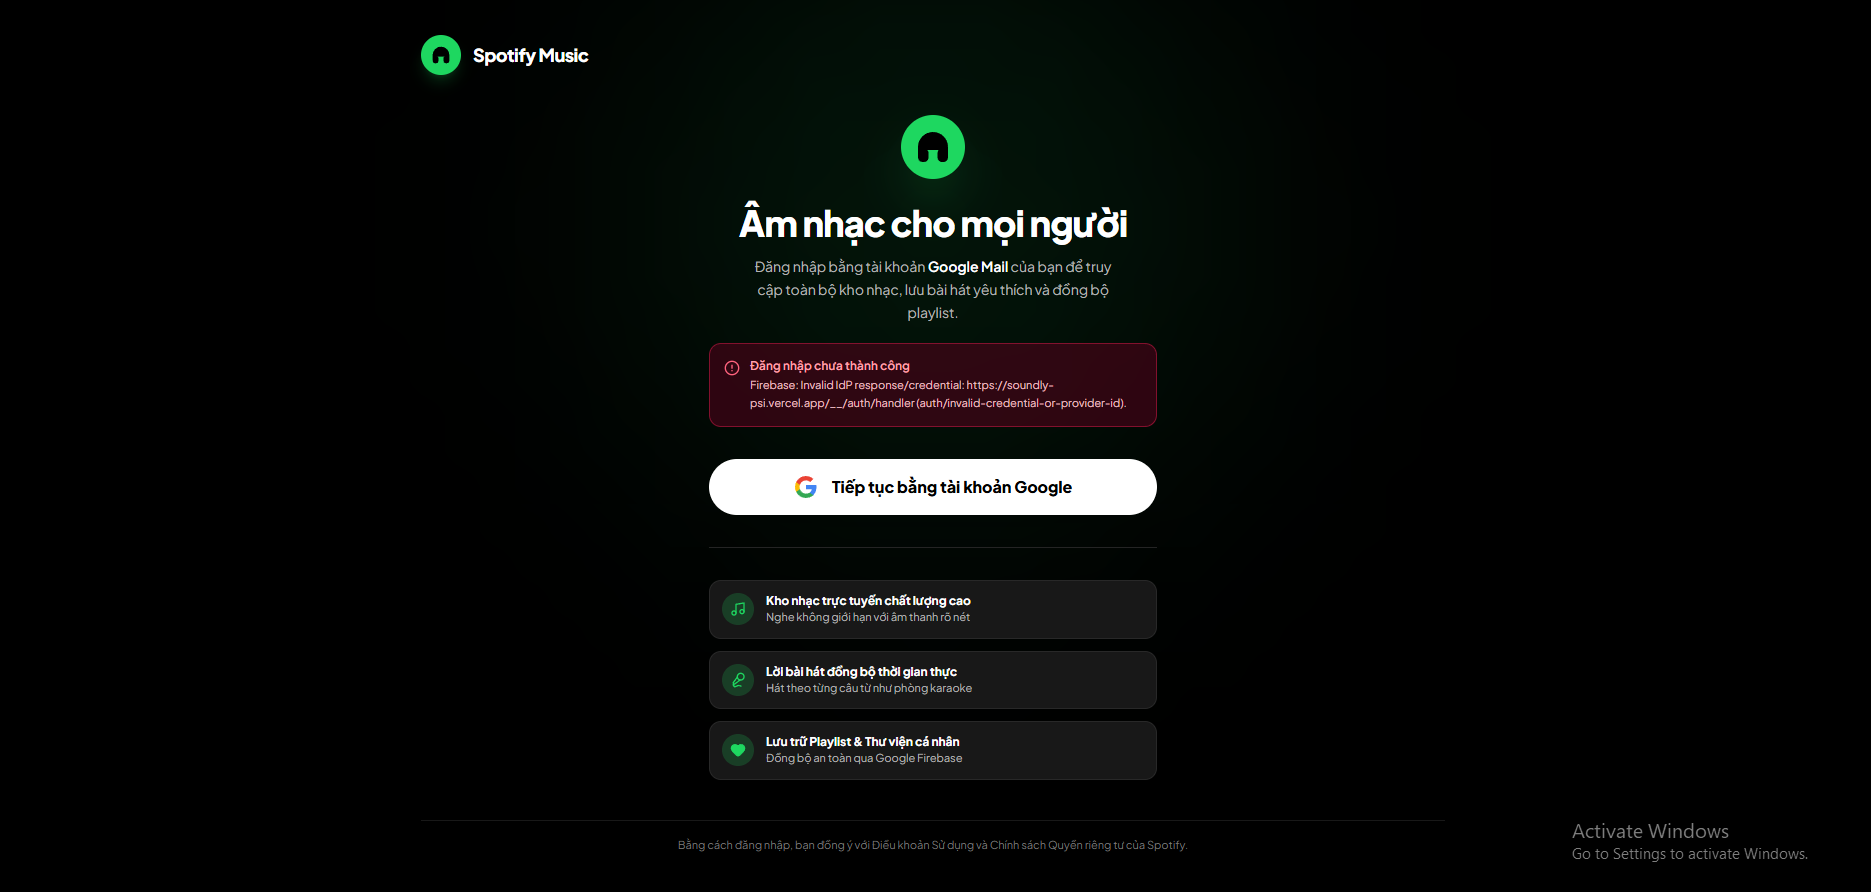 Spotify Music
Âm nhạc cho mọi người
Đăng nhập bằng tài khoản Google Mail của bạn để truy
cập toàn bộ kho nhạc, lưu bài hát yêu thích và đồng bộ
playlist.
Đăng nhập chưa thành công
Firebase: Invalid IdP response/credential: https://soundly-
psi.vercel.app/__/auth/handler (auth/invalid-credential-or-provider-id).
Tiếp tục bằng tài khoản Google
Kho nhạc trực tuyến chất lượng cao
Nghe không giới hạn với âm thanh rõ nét
Lời bài hát đồng bộ thời gian thực
Hát theo từng câu từ như phòng karaoke
Lưu trữ Playlist & Thư viện cá nhân
Đồng bộ an toàn qua Google Firebase
Bằng cách đăng nhập, bạn đồng ý với Điều khoản Sử dụng và Chính sách Quyền riêng tư của Spotify.
Activate Windows
Go to Settings to activate Windows.